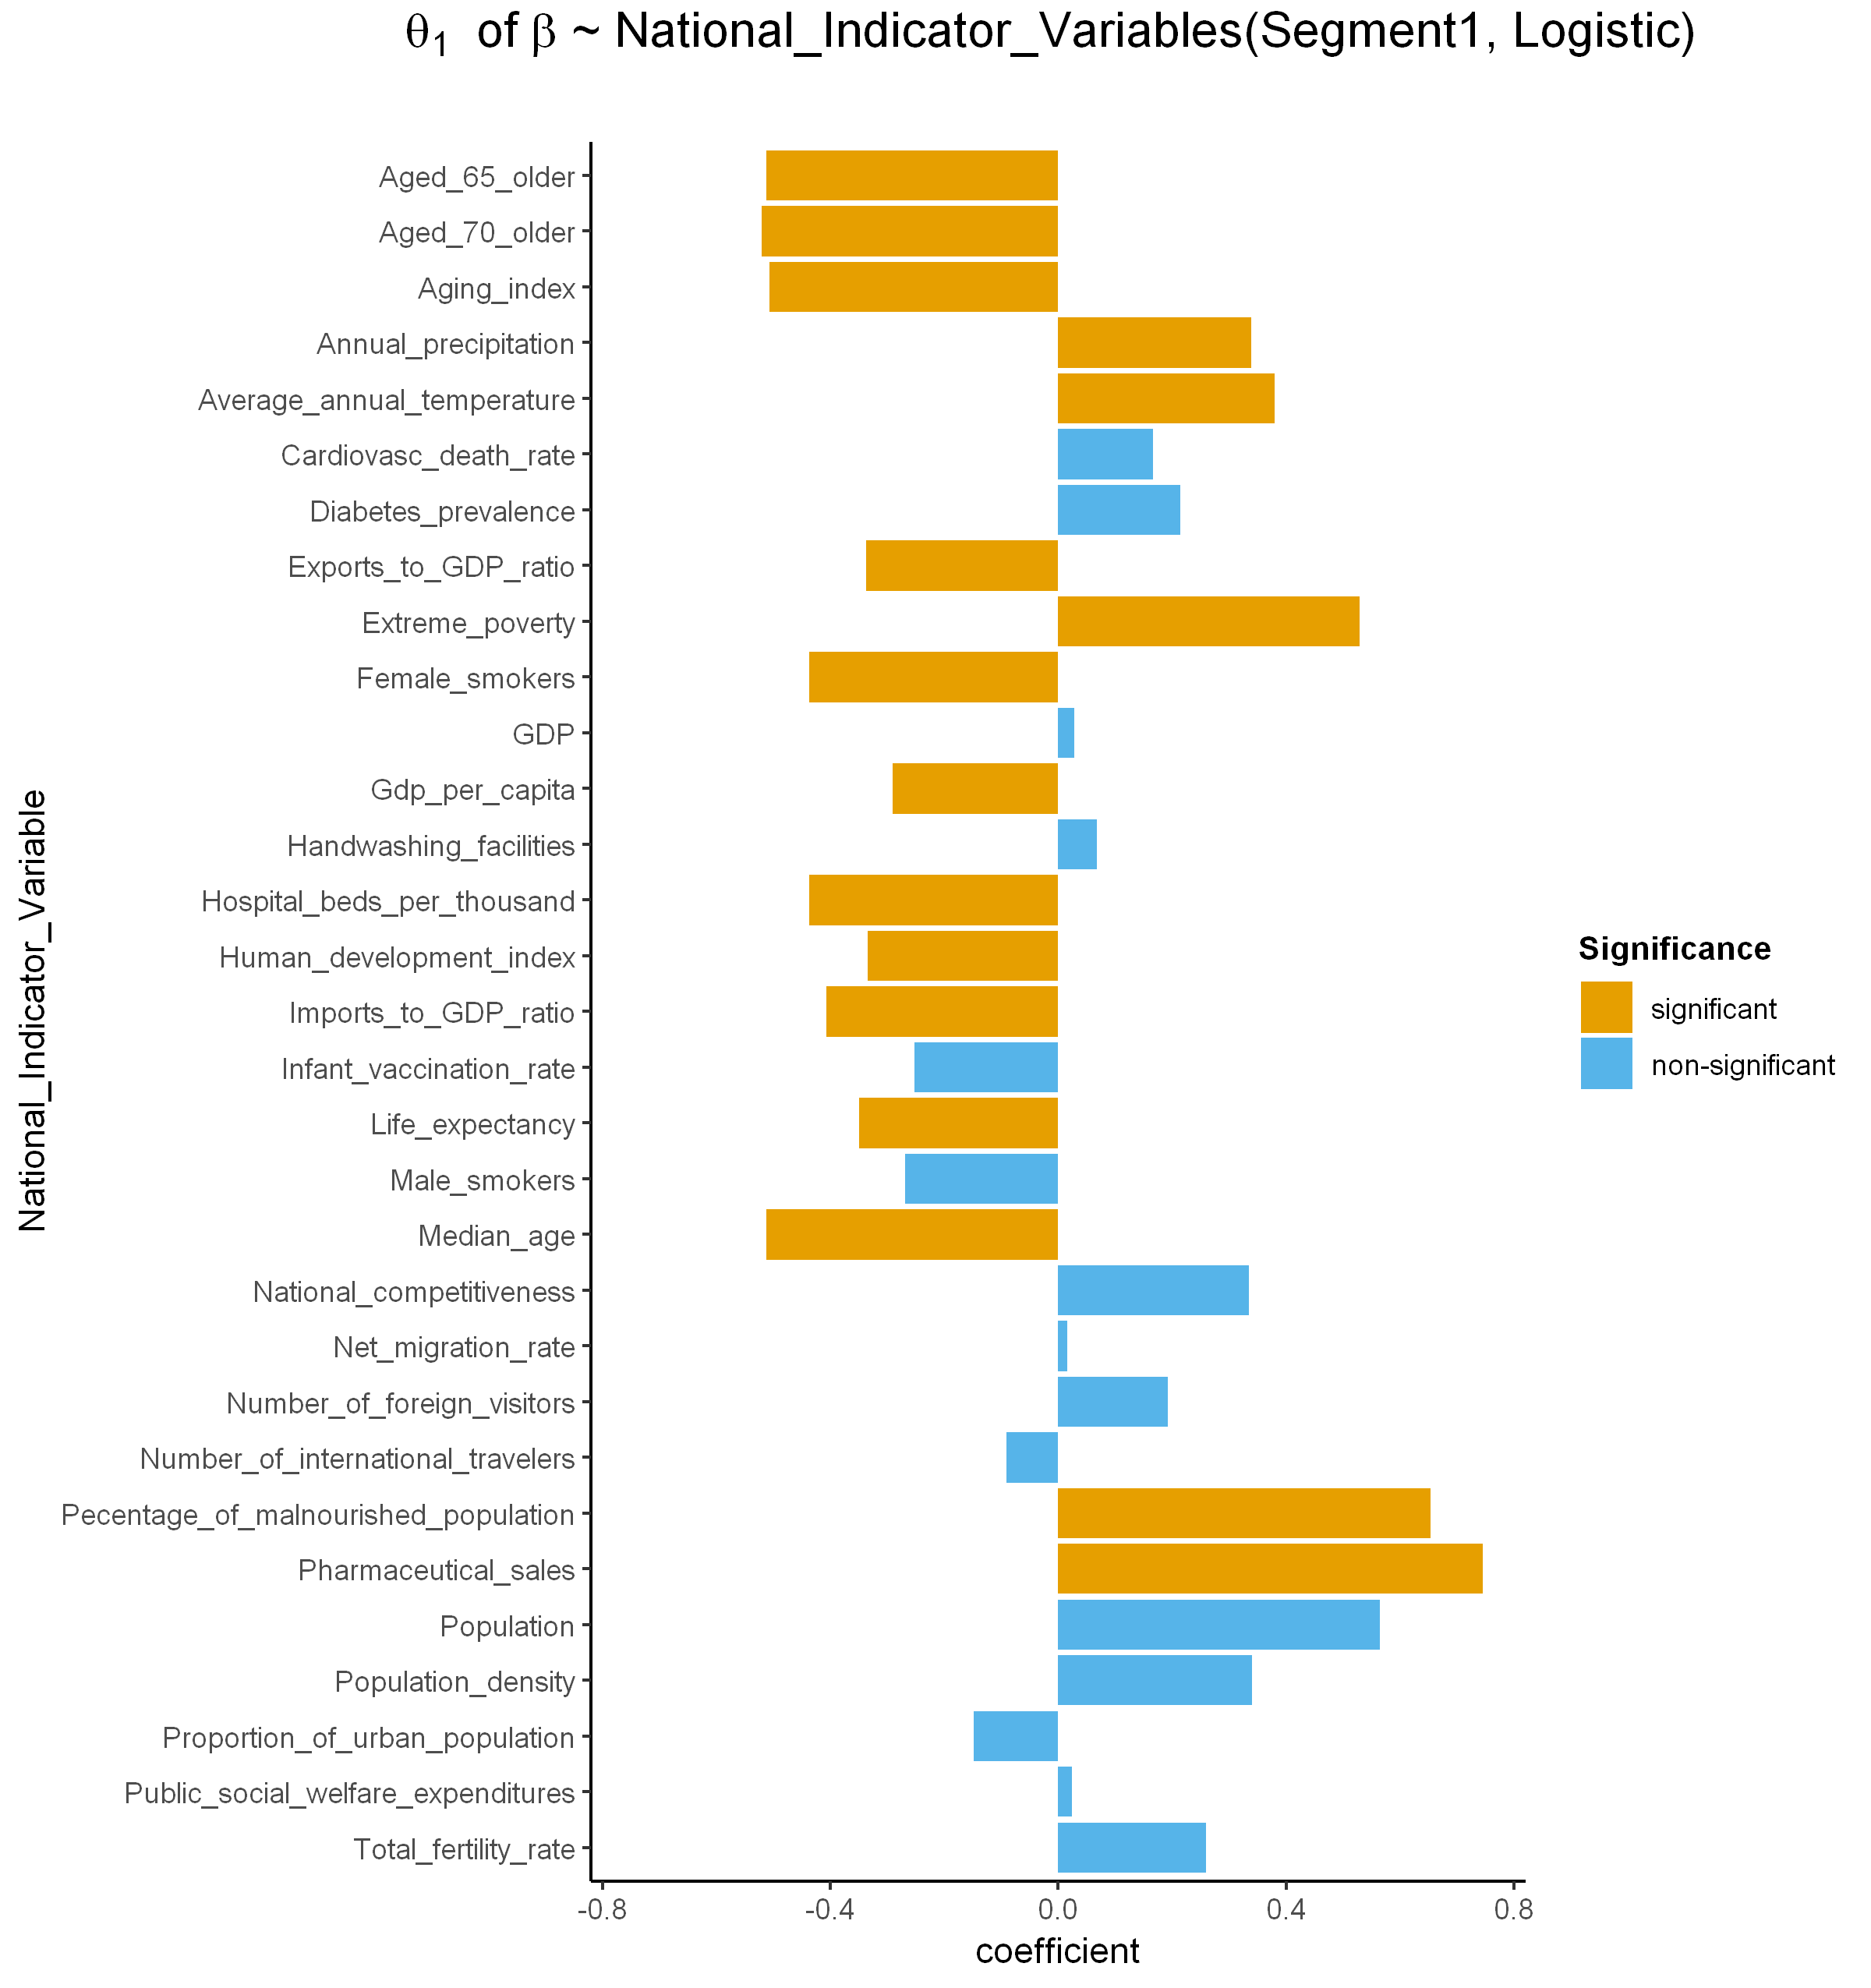 θ1 of β ~ National_Indicator_Variables(Segment1, Logistic)
National_Indicator_Variable
Aged_65_older
Aged_70_older
Aging_index
Annual_precipitation
Average_annual_temperature
Cardiovasc_death_rate
Diabetes_prevalence
Exports_to_GDP_ratio
Extreme_poverty
Female_smokers
GDP
Gdp_per_capita
Handwashing_facilities
Hospital_beds_per_thousand
Human_development_index
Imports_to_GDP_ratio
Infant_vaccination_rate
Life_expectancy
Male_smokers
Median_age
National_competitiveness
Net_migration_rate
Number_of_foreign_visitors
Number_of_international_travelers
Pecentage_of_malnourished_population
Pharmaceutical_sales
Population
Population_density
Proportion_of_urban_population
Public_social_welfare_expenditures
Total_fertility_rate
-0.8 -0.4 0.0 0.4 0.8
coefficient
Significance
significant
non-significant